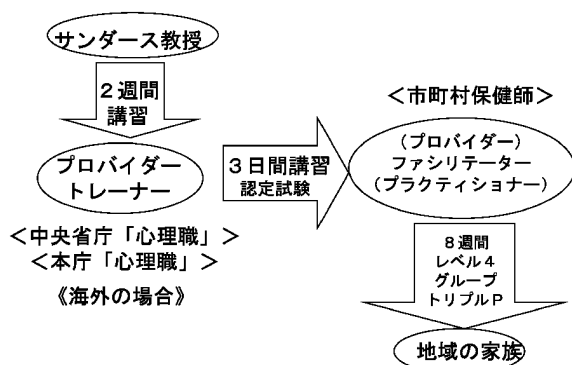 サンダース教授
２週間
講習
プロバイダー
トレーナー
＜中央省庁「心理職」＞
＜本庁「心理職」＞
《海外の場合》
３日間講習
認定試験
＜市町村保健師＞
（プロバイダー）
ファシリテーター
（プラクティショナー）
８週間
レベル４
グループ
トリプルＰ
地域の家族